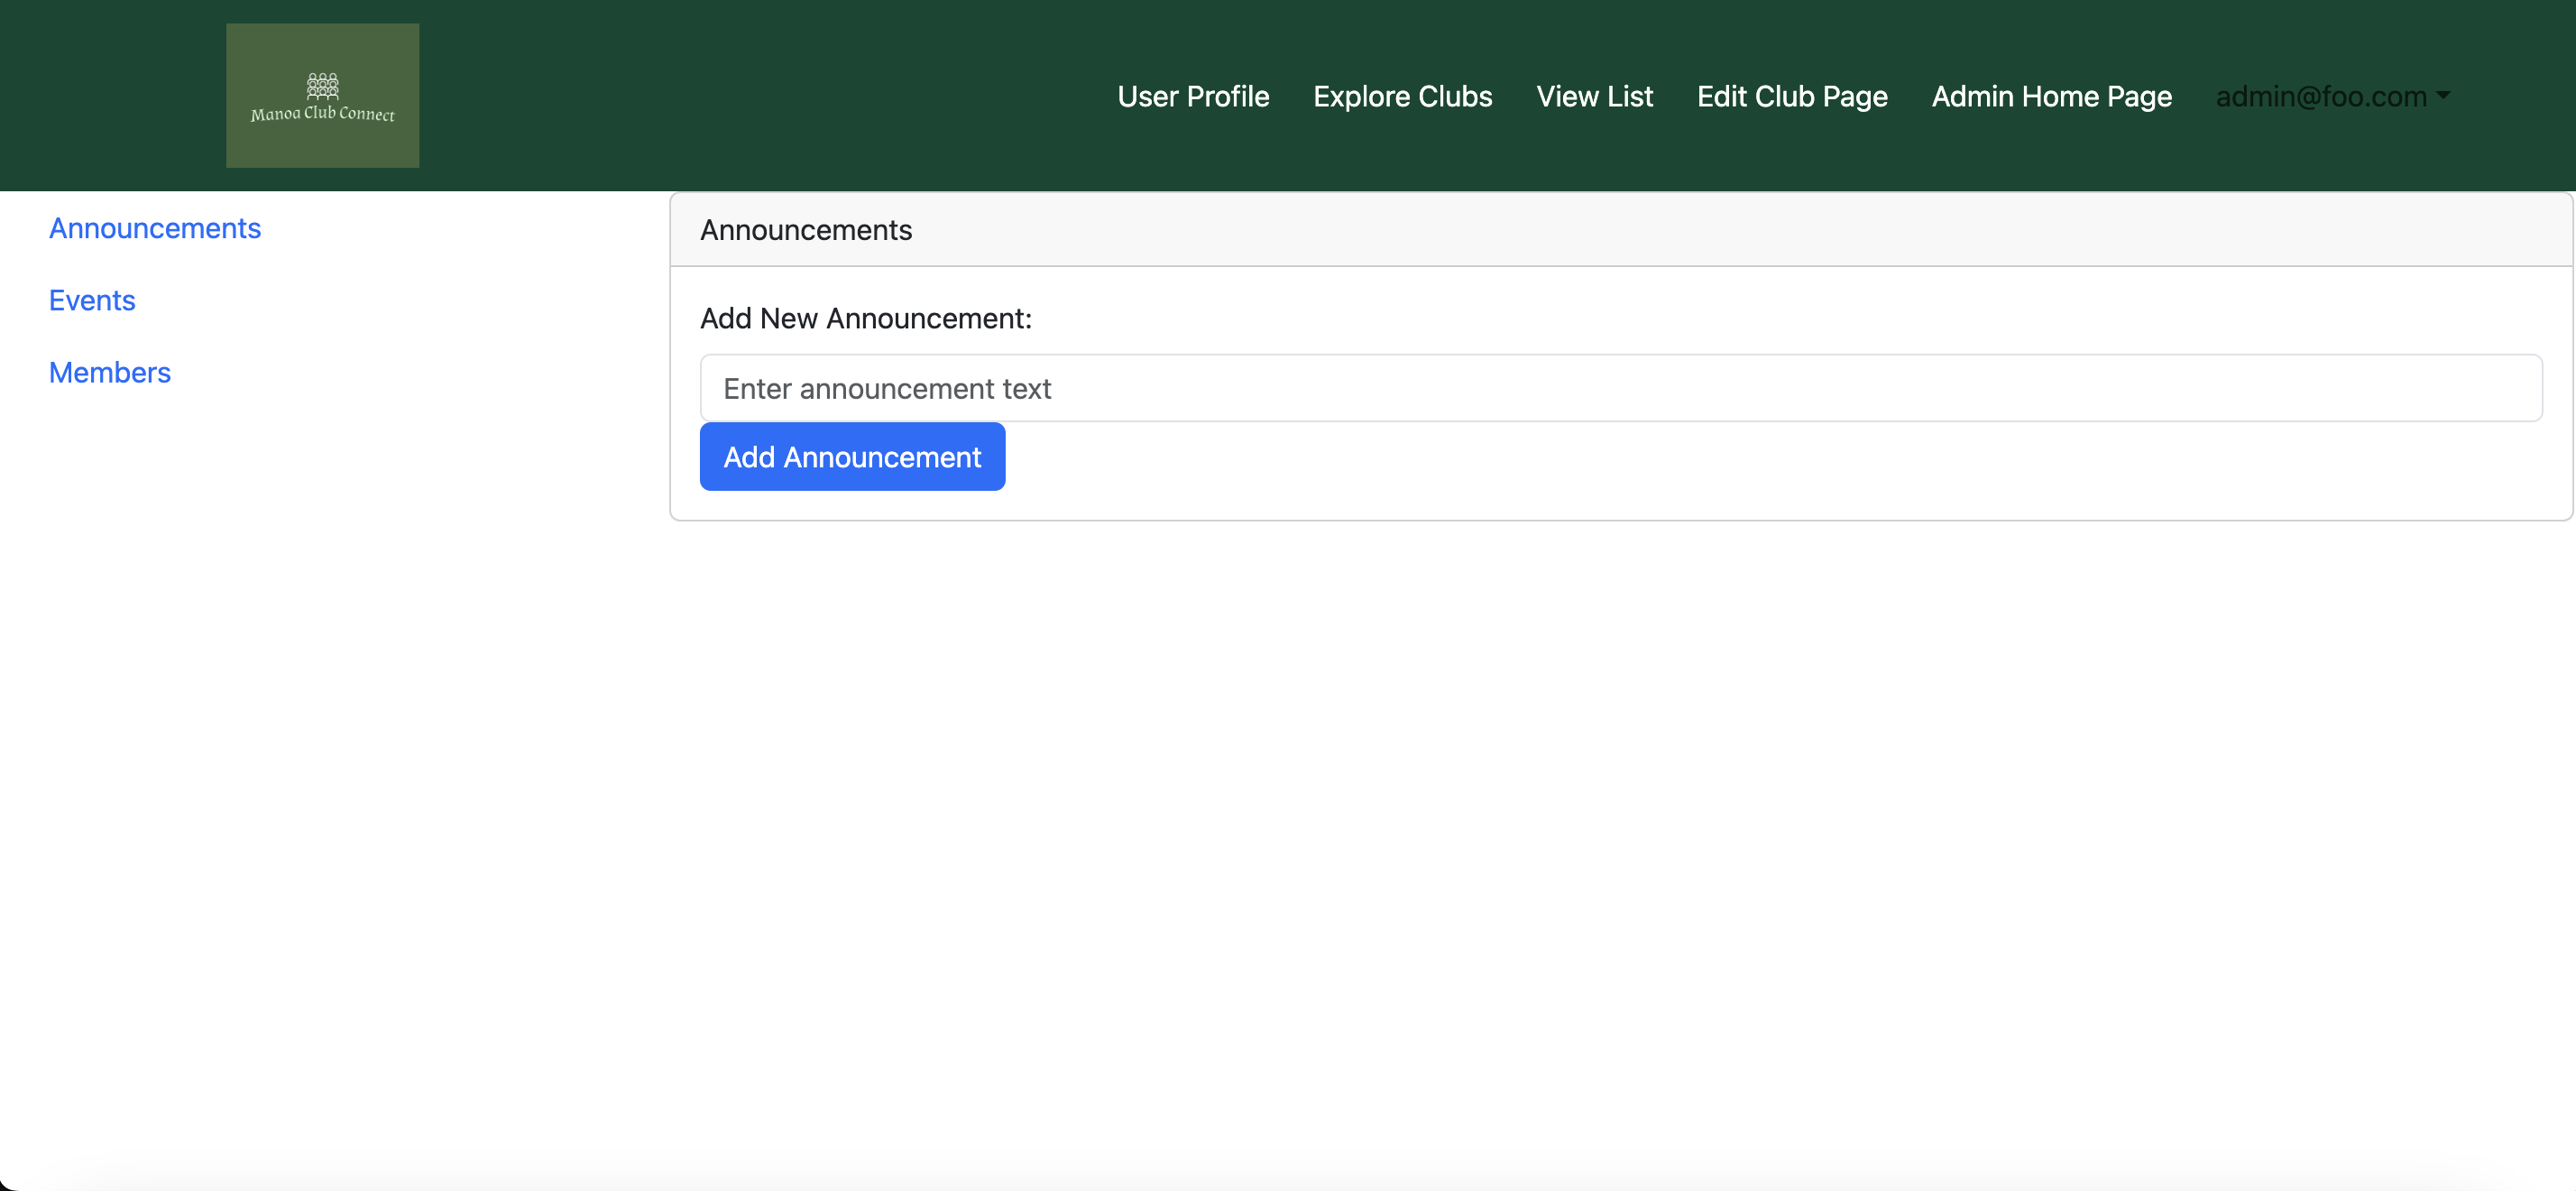 Manoa Club Connect
User Profile Explore Clubs View List Edit Club Page Admin Home Page admin@foo.com
Announcements
Events
Members
Announcements
Add New Announcement:
Enter announcement text
Add Announcement